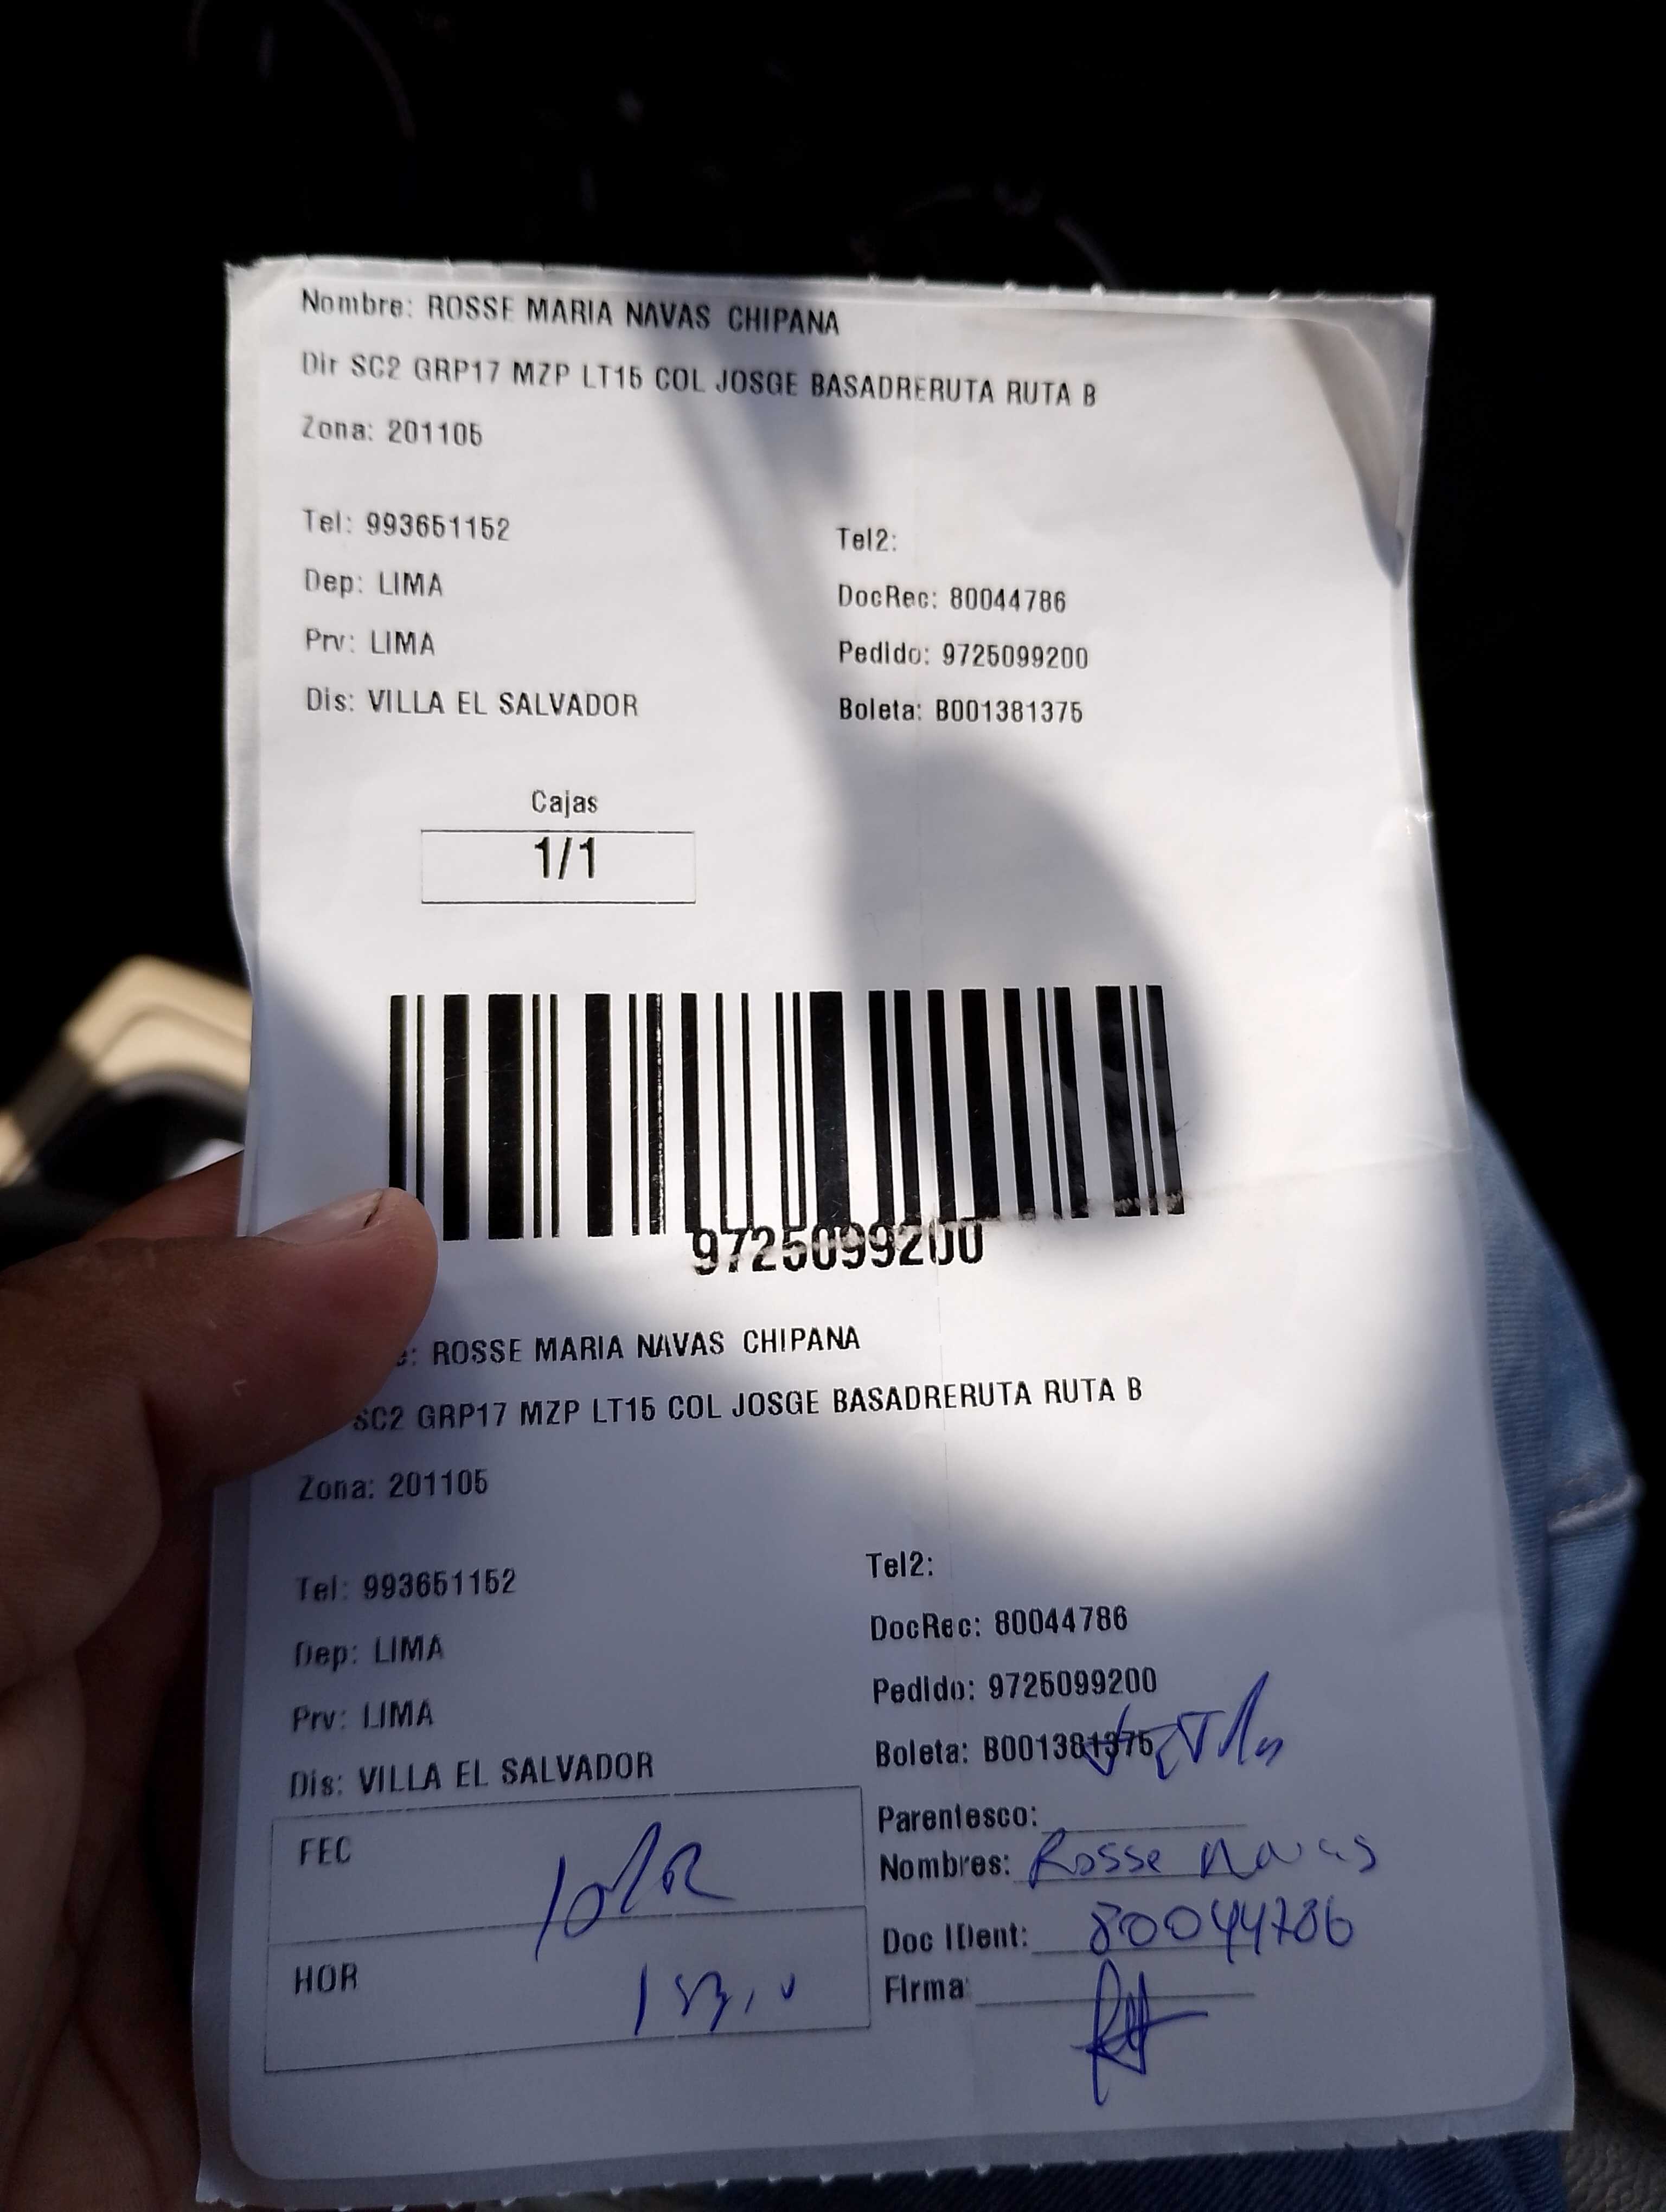 Nombre: ROSSE MARIA NAVAS CHIPANA
Dir SC2 GRP17 MZP LT15 COL JOSGE BASADRERUTA RUTA B
Zona: 201105
Tel: 993651152
Tel2:
Dep: LIMA
DocRec: 80044786
Prv: LIMA
Pedido: 9725099200
Dis: VILLA EL SALVADOR
Boleta: B001381375
Cajas
1/1
9725099200
e: ROSSE MARIA NAVAS CHIPANA
SC2 GRP17 MZP LT15 COL JOSGE BASADRERUTA RUTA B
Zona: 201105
Tel: 993651152
Tel2:
Dep: LIMA
DocRec: 80044786
Prv: LIMA
Pedido: 9725099200
Dis: VILLA EL SALVADOR
Boleta: B001381375
Parentesco:
FEC
Nombres: Rosse Navas
Doc IDent: 80044786
HOR
Firma